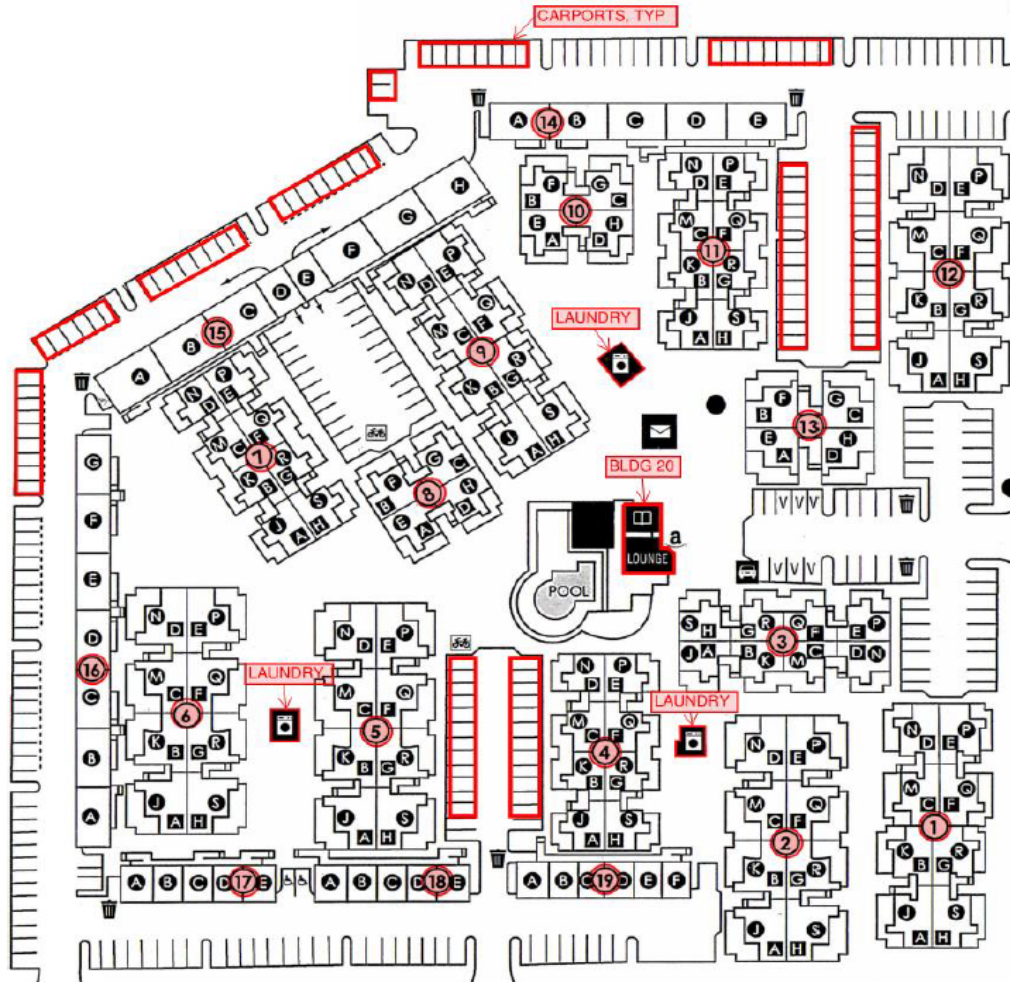 CARPORTS, TYP
A 14 B C D E
F G
B C
E 10 H
A D
N P
D E
M Q
C F
11
K R
B G
J S
A H
N P
D E
M Q
C F
12
K R
B G
J S
A H
H
G
F
E
D
C
15
B
A
LAUNDRY
N D E P
M C F G
9
K B G R
J A H S
N D E P
M C F G
7
K B G R
J A H S
F G
B C
8
E H
A D
F G
B C
13
E H
A D
V V V
BLDG 20
a
LOUNGE
POOL
V V V
G
F
E
D
16
C
B
A
N P
D E
M Q
C F
6
K R
B G
J S
A H
LAUNDRY
N P
D E
M Q
C F
5
K R
B G
J S
A H
N P
D E
M Q
C F
4
K R
B G
J S
A H
LAUNDRY
S H G R Q F E P
3
J A B K M C D N
N P
D E
M Q
C F
2
K R
B G
J S
A H
N P
D E
M Q
C F
1
K R
B G
J S
A H
A B C D 17 E
A B C D 18 E
A B C 19 D E F